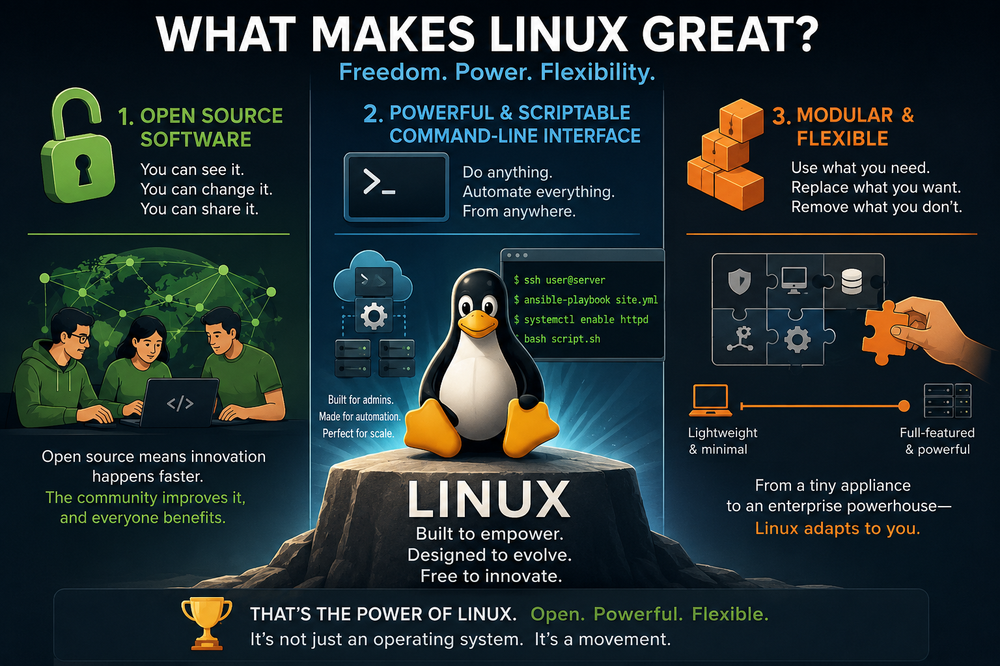 WHAT MAKES LINUX GREAT?
Freedom. Power. Flexibility.
1. OPEN SOURCE
SOFTWARE
You can see it.
You can change it.
You can share it.
</>
Open source means innovation
happens faster.
The community improves it,
and everyone benefits.
2. POWERFUL & SCRIPTABLE
COMMAND-LINE INTERFACE
>_
Do anything.
Automate everything.
From anywhere.
>_
$ ssh user@server
$ ansible-playbook site.yml
$ systemctl enable httpd
bash script.sh
Built for admins.
Made for automation.
Perfect for scale.
LINUX
Built to empower.
Designed to evolve.
Free to innovate.
3. MODULAR &
FLEXIBLE
Use what you need.
Replace what you want.
Remove what you don't.
Lightweight
& minimal
Full-featured
& powerful
From a tiny appliance
to an enterprise powerhouse—
Linux adapts to you.
THAT'S THE POWER OF LINUX. Open. Powerful. Flexible.
It's not just an operating system. It's a movement.